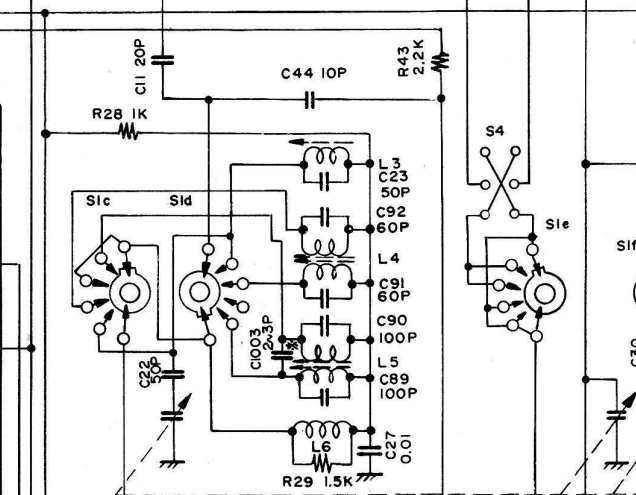 C11 20P
C44 10P
R43 2.2K
R28 1K
S4
L3
C23
50P
S1c
S1d
C92
60P
S1e
S1f
L4
C91
60P
C90
100P
C1003
2~3P
※
L5
C89
100P
C22
50P
C30
L6
C27
0.01
R29 1.5K